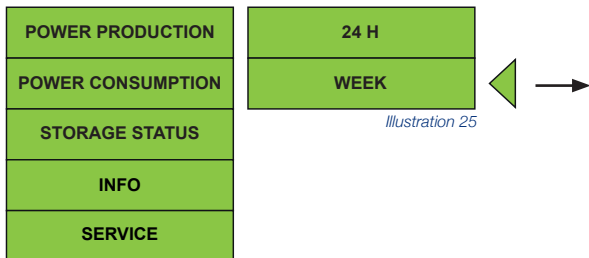 POWER PRODUCTION
24 H
POWER CONSUMPTION
WEEK
Illustration 25
STORAGE STATUS
INFO
SERVICE